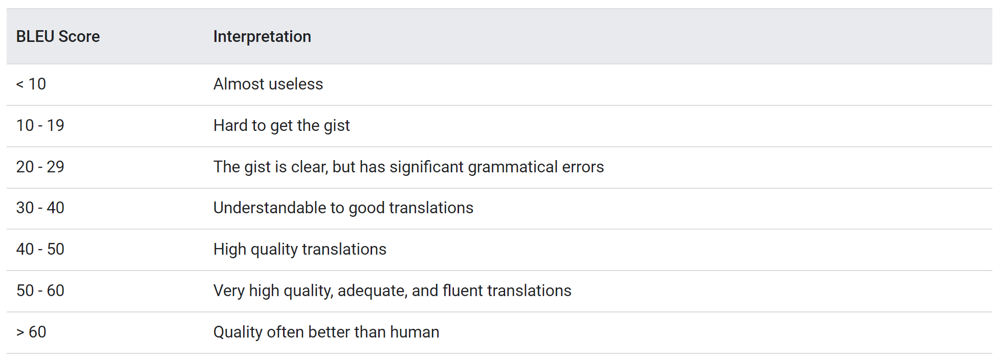 BLEU Score Interpretation
< 10 Almost useless
10 - 19 Hard to get the gist
20 - 29 The gist is clear, but has significant grammatical errors
30 - 40 Understandable to good translations
40 - 50 High quality translations
50 - 60 Very high quality, adequate, and fluent translations
> 60 Quality often better than human